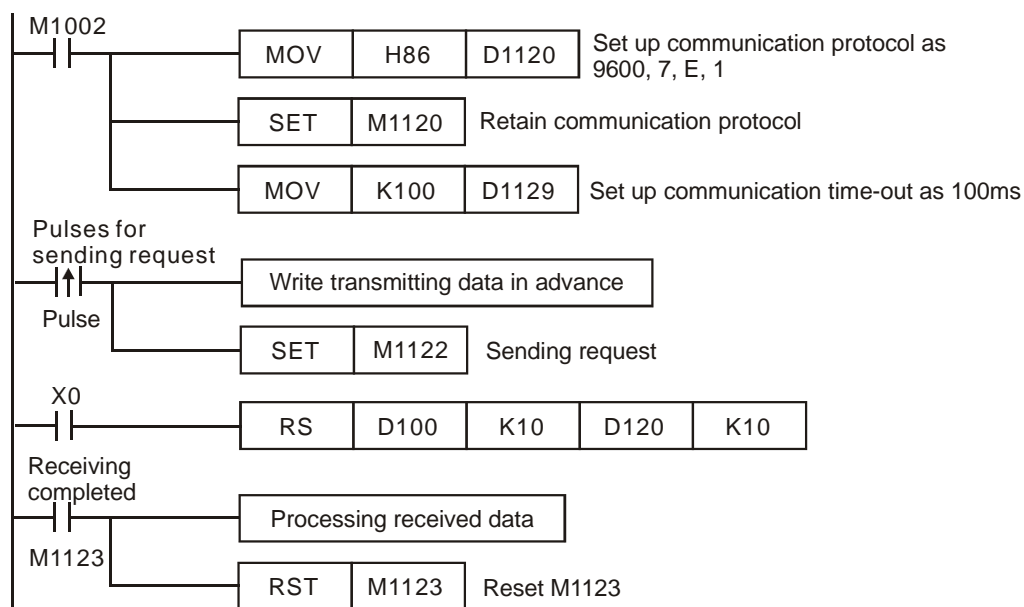 M1002
MOV H86 D1120 Set up communication protocol as
9600, 7, E, 1
SET M1120 Retain communication protocol
MOV K100 D1129 Set up communication time-out as 100ms
Pulses for
sending request
Write transmitting data in advance
Pulse
SET M1122 Sending request
X0
RS D100 K10 D120 K10
Receiving
completed
Processing received data
M1123
RST M1123 Reset M1123